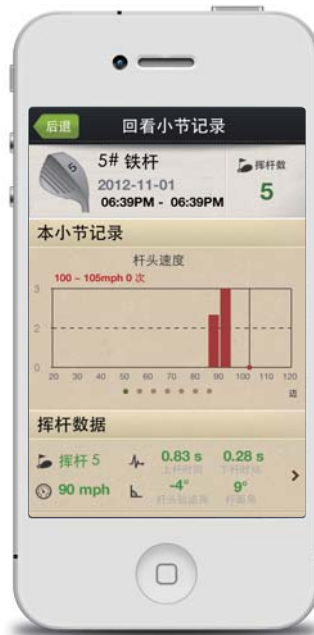 后退
回看小节记录
5
5# 铁杆
2012-11-01
06:39PM - 06:39PM
挥杆数
5
本小节记录
杆头速度
100 ~ 105mph 0 次
3
2
0
20 30 40 50 60 70 80 90 100 110 120
迈
挥杆数据
挥杆 5
0.83 s
0.28 s
上杆时间
下杆时间
90 mph
-4°
9°
杆面角